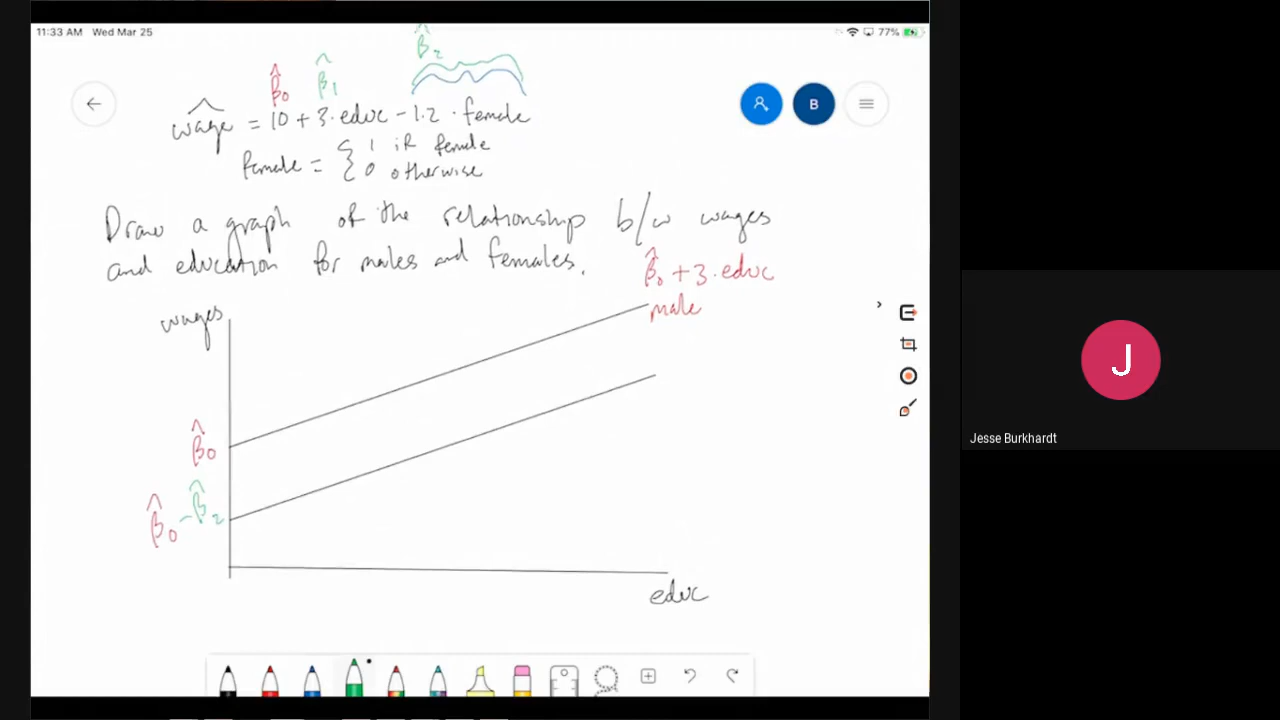 11:33 AM Wed Mar 25
77%
β̂0 β̂1 β̂2
wage^ = 10 + 3·educ − 1.2 · female
female = { 1 if female
0 otherwise
B
Draw a graph of the relationship b/w wages
and education for males and females.
β̂0 + 3·educ
male
wages
β̂0
β̂0 − β̂2
educ
J
Jesse Burkhardt